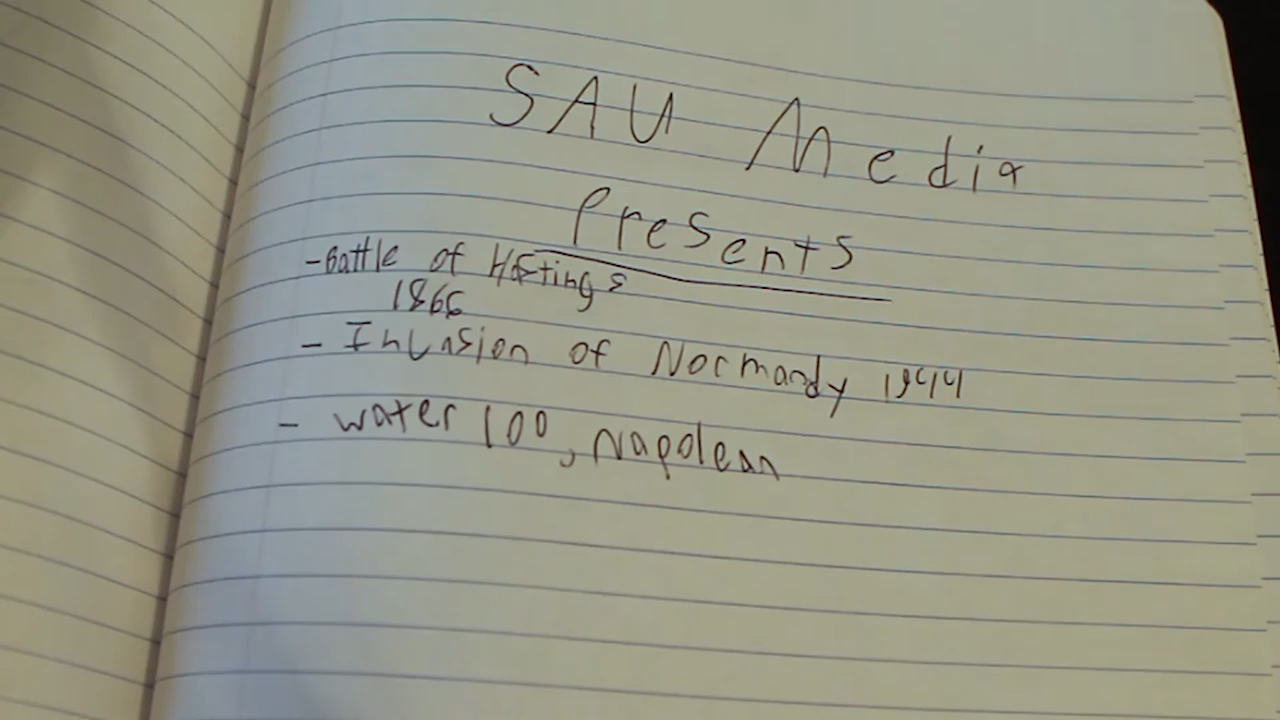 SAU Media
Presents
- Battle of Hastings
1866
- Invasion of Normandy 1944
- water 100, Napolean